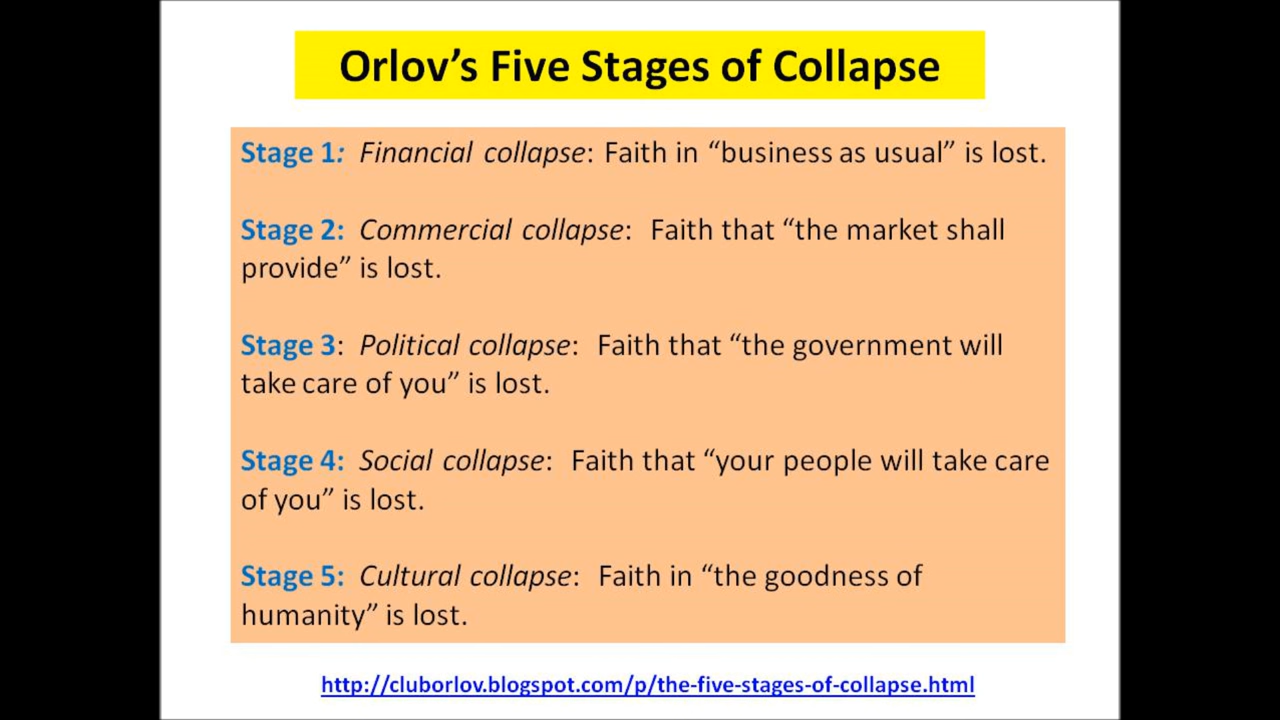 Orlov’s Five Stages of Collapse
Stage 1: Financial collapse: Faith in “business as usual” is lost.
Stage 2: Commercial collapse: Faith that “the market shall
provide” is lost.
Stage 3: Political collapse: Faith that “the government will
take care of you” is lost.
Stage 4: Social collapse: Faith that “your people will take care
of you” is lost.
Stage 5: Cultural collapse: Faith in “the goodness of
humanity” is lost.
http://cluborlov.blogspot.com/p/the-five-stages-of-collapse.html